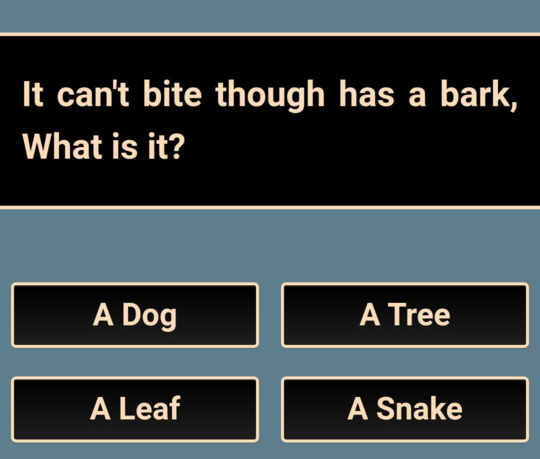 It can't bite though has a bark,
What is it?
A Dog
A Tree
A Leaf
A Snake